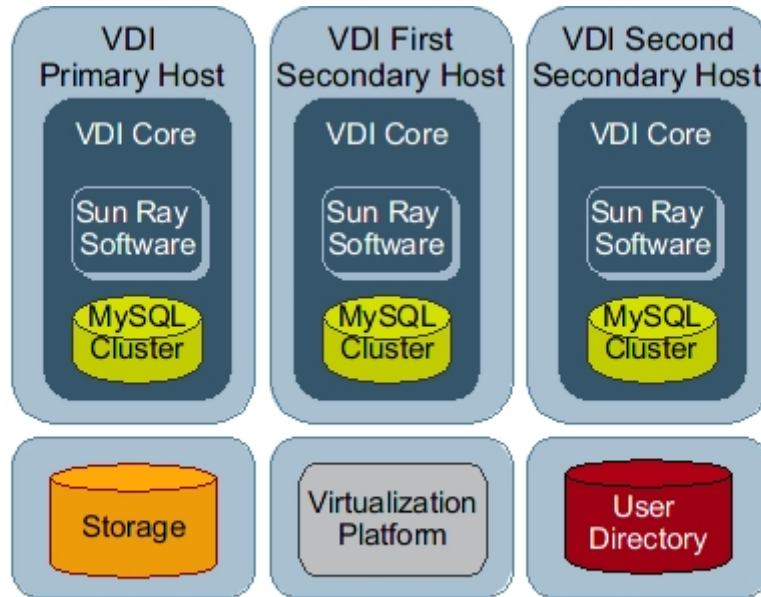 VDI
Primary Host
VDI Core
Sun Ray
Software
MySQL
Cluster
VDI First
Secondary Host
VDI Core
Sun Ray
Software
MySQL
Cluster
VDI Second
Secondary Host
VDI Core
Sun Ray
Software
MySQL
Cluster
Storage
Virtualization
Platform
User
Directory